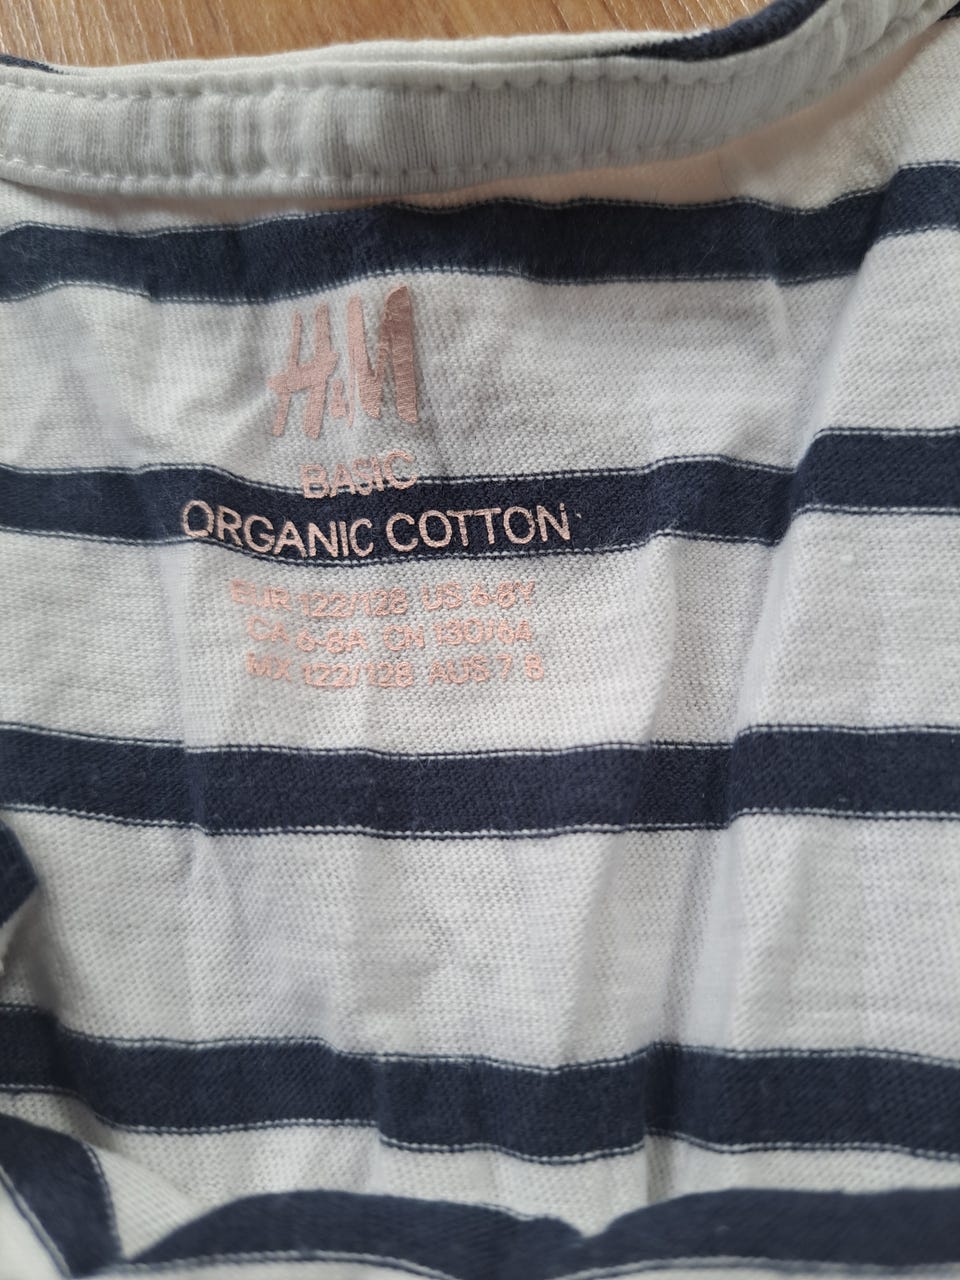 H&M
BASIC
ORGANIC COTTON
EUR 122/128 US 6-8Y
CA 6-8A CN 130/64
MX 122/128 AUS 7 8